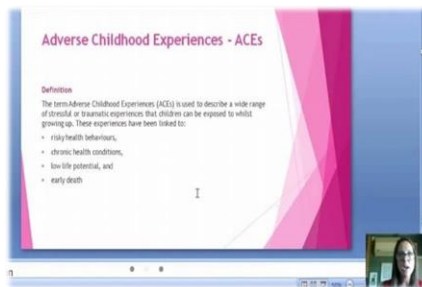 Adverse Childhood Experiences - ACEs
Definition
The term Adverse Childhood Experiences (ACEs) is used to describe a wide range
of stressful or traumatic experiences that children can be exposed to whilst
growing up. These experiences have been linked to:
• risky health behaviours,
• chronic health conditions,
• low life potential, and
• early death
n